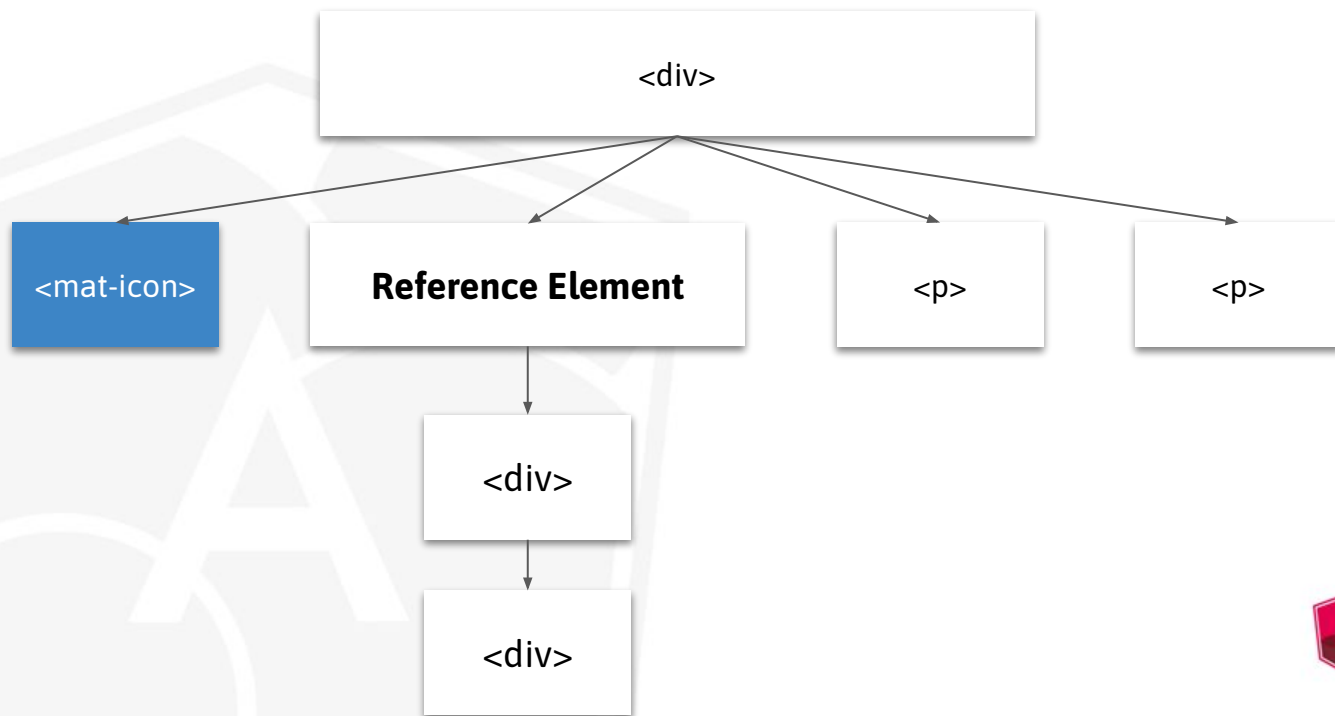 <div>
<mat-icon>
Reference Element
<p>
<p>
<div>
<div>